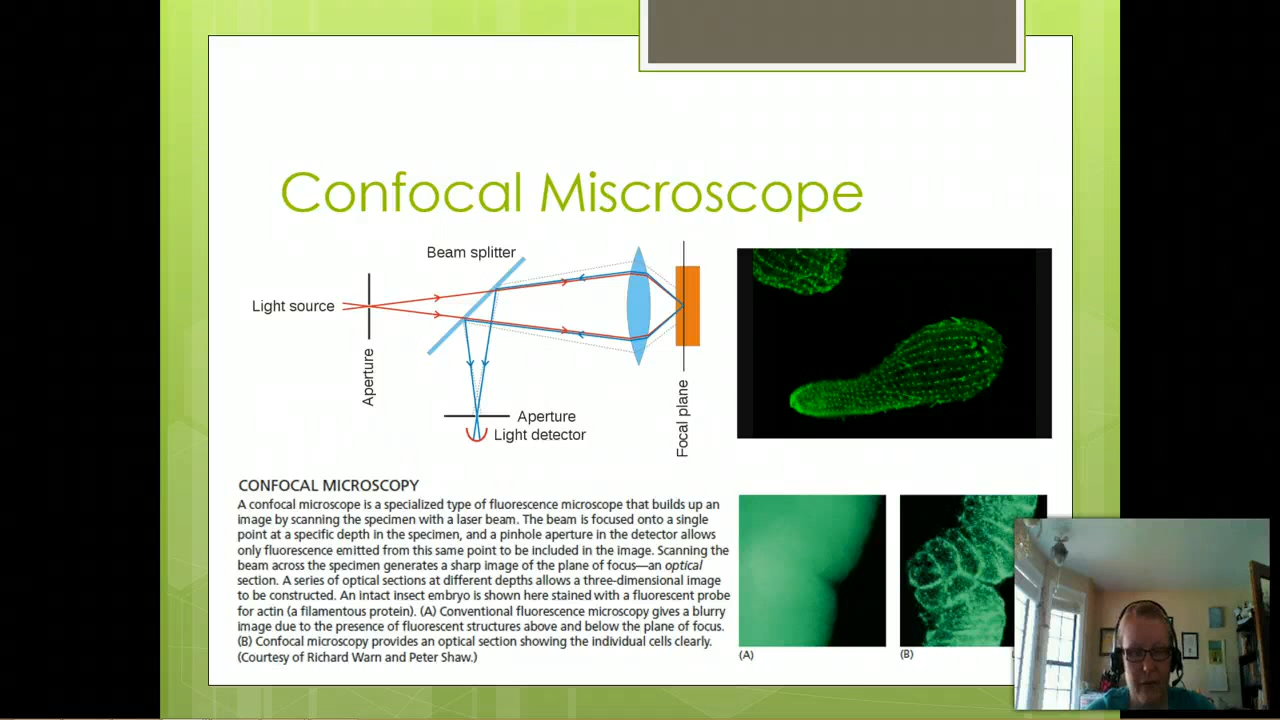 Confocal Miscroscope
Beam splitter
Light source
Aperture
Aperture
Light detector
Focal plane
CONFOCAL MICROSCOPY
A confocal microscope is a specialized type of fluorescence microscope that builds up an
image by scanning the specimen with a laser beam. The beam is focused onto a single
point at a specific depth in the specimen, and a pinhole aperture in the detector allows
only fluorescence emitted from this same point to be included in the image. Scanning the
beam across the specimen generates a sharp image of the plane of focus—an optical
section. A series of optical sections at different depths allows a three-dimensional image
to be constructed. An intact insect embryo is shown here stained with a fluorescent probe
for actin (a filamentous protein). (A) Conventional fluorescence microscopy gives a blurry
image due to the presence of fluorescent structures above and below the plane of focus.
(B) Confocal microscopy provides an optical section showing the individual cells clearly.
(Courtesy of Richard Warn and Peter Shaw.)
(A)
(B)